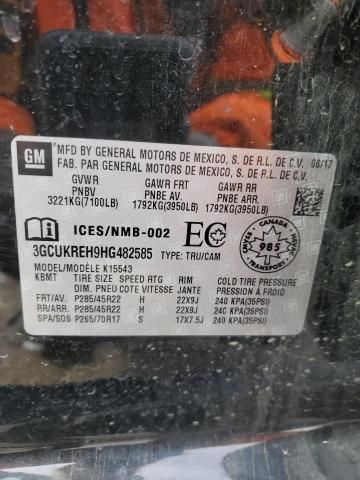 GM
MFD BY GENERAL MOTORS DE MEXICO, S. DE R.L. DE C.V. 06/17
FAB. PAR GENERAL MOTORS DE MEXICO, S. DE R.L. DE C.V.
GVWR GAWR FRT GAWR RR
PNBV PNBE AV. PNBE ARR.
3221KG(7100LB) 1792KG(3950LB) 1792KG(3950LB)
ICES/NMB-002 EC
CANADA
985
3GCUKREH9HG482585 TYPE: TRU/CAM
MODEL/MODÈLE K15543
KBMT TIRE SIZE SPEED RTG RIM COLD TIRE PRESSURE
DIM. PNEU COTE VITESSE JANTE PRESSION À FROID
FRT/AV. P285/45R22 H 22X9J 240 KPA(35PSI)
RR/ARR. P285/45R22 H 22X9J 240 KPA(35PSI)
SPA/SOS P265/70R17 S 17X7.5J 240 KPA(35PSI)